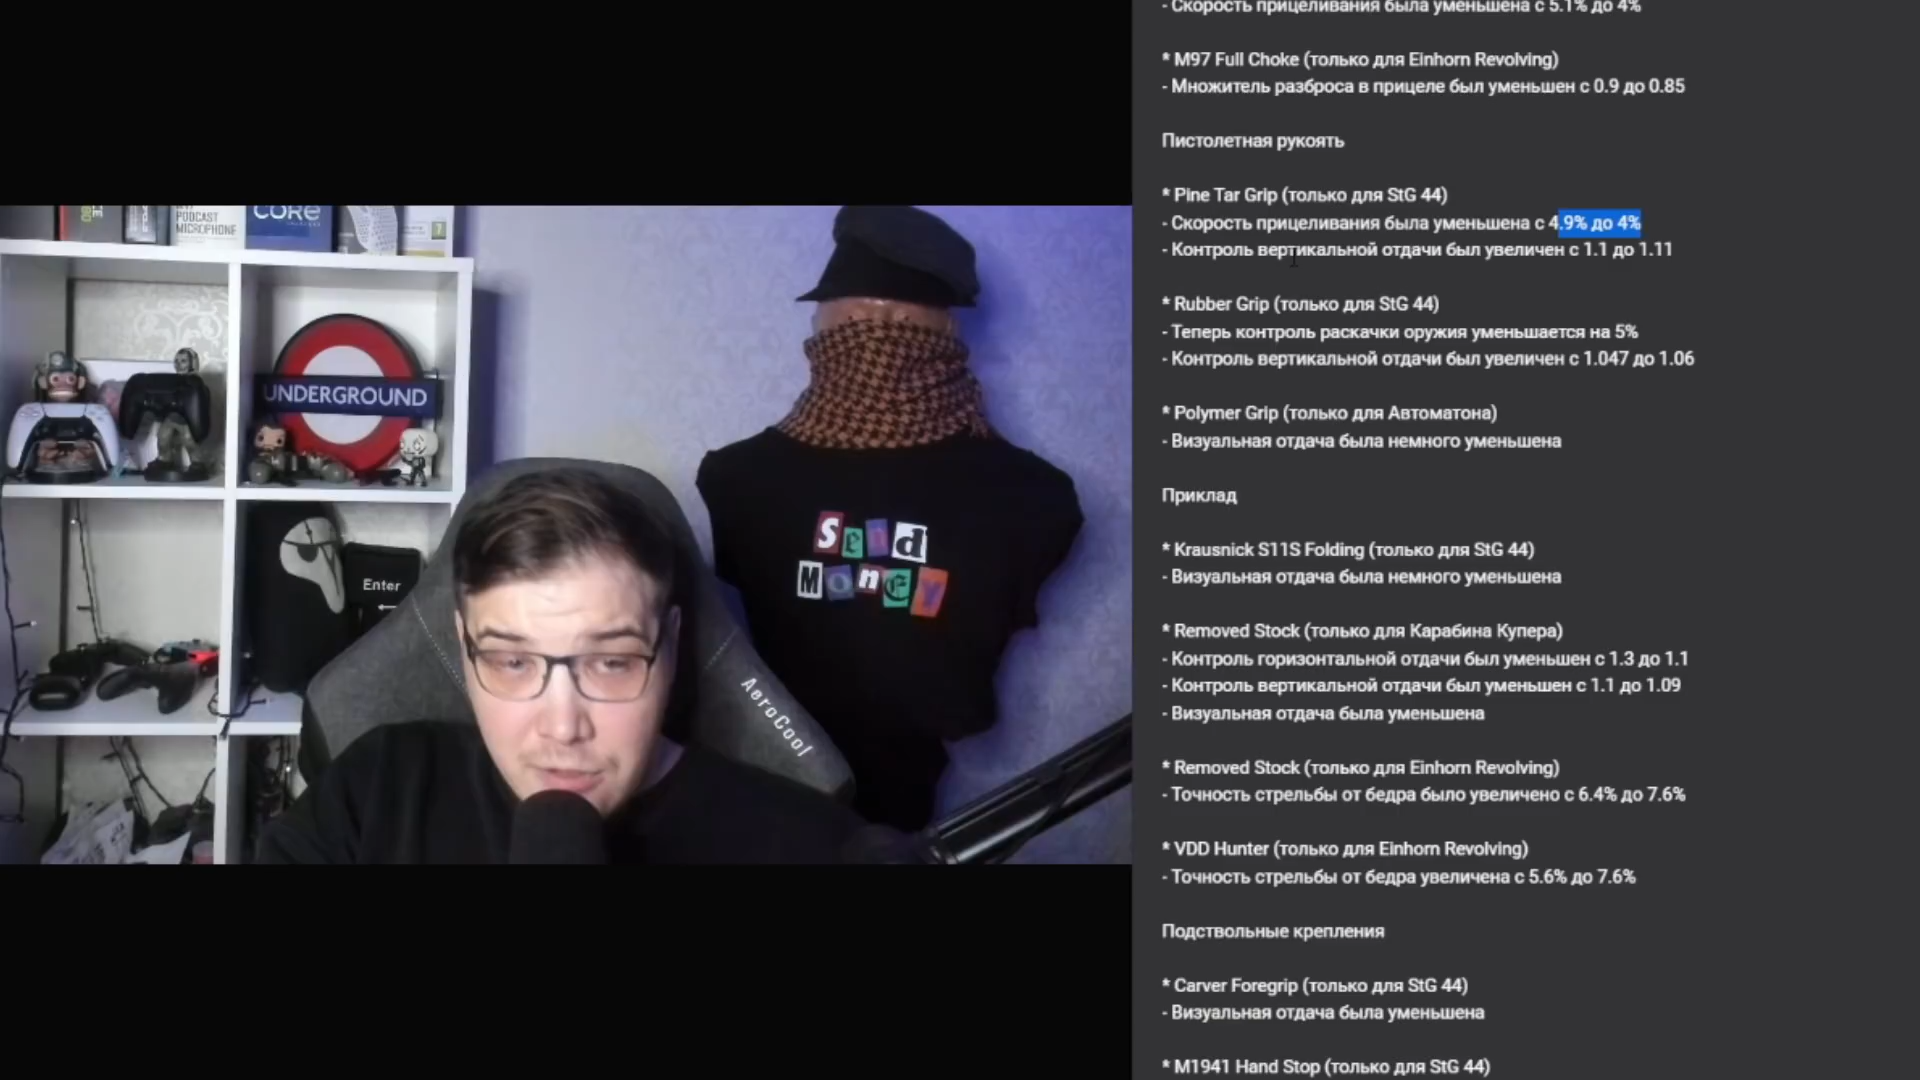 - Скорость прицеливания была уменьшена с 5.1% до 4%
* M97 Full Choke (только для Einhorn Revolving)
- Множитель разброса в прицеле был уменьшен с 0.9 до 0.85
Пистолетная рукоять
* Pine Tar Grip (только для StG 44)
- Скорость прицеливания была уменьшена с 4.9% до 4%
- Контроль вертикальной отдачи был увеличен с 1.1 до 1.11
* Rubber Grip (только для StG 44)
- Теперь контроль раскачки оружия уменьшается на 5%
- Контроль вертикальной отдачи был увеличен с 1.047 до 1.06
* Polymer Grip (только для Автоматона)
- Визуальная отдача была немного уменьшена
Приклад
* Krausnick S11S Folding (только для StG 44)
- Визуальная отдача была немного уменьшена
* Removed Stock (только для Карабина Купера)
- Контроль горизонтальной отдачи был уменьшен с 1.3 до 1.1
- Контроль вертикальной отдачи был уменьшен с 1.1 до 1.09
- Визуальная отдача была уменьшена
* Removed Stock (только для Einhorn Revolving)
- Точность стрельбы от бедра было увеличено с 6.4% до 7.6%
* VDD Hunter (только для Einhorn Revolving)
- Точность стрельбы от бедра увеличена с 5.6% до 7.6%
Подствольные крепления
* Carver Foregrip (только для StG 44)
- Визуальная отдача была уменьшена
* M1941 Hand Stop (только для StG 44)
PODCAST
MICROPHONE
CORE
7
UNDERGROUND
Enter
AeroCool
Send
Money